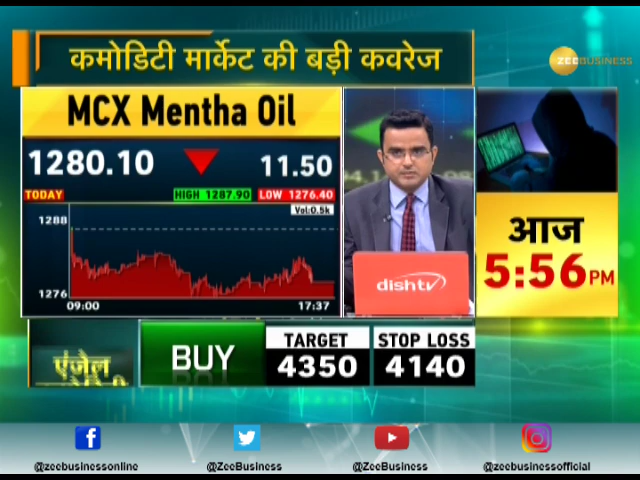 कमोडिटी मार्केट की बड़ी कवरेज
ZEEBUSINESS
MCX Mentha Oil
1280.10
11.50
TODAY
HIGH 1287.90
LOW 1276.40
Vol:0.5k
1288
1276
09:00
17:37
dishtv
आज
5:56 PM
एंजेल
BUY
TARGET
4350
STOP LOSS
4140
@zeebusinessonline
@ZeeBusiness
@ZeeBusiness
@zeebusinessofficial